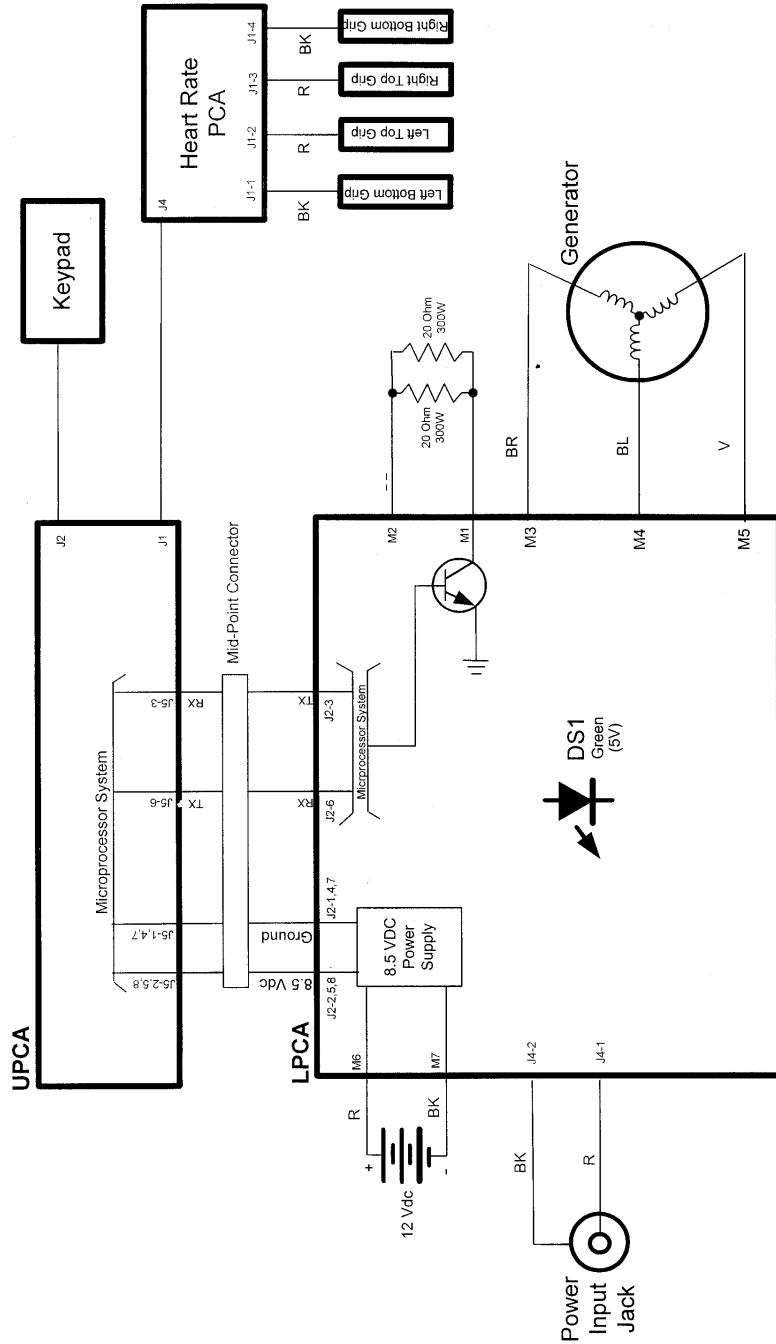 UPCA
Microprocessor System
J5-2,5,8
J5-1,4,7
J5-6
J5-3
TX
RX
J2
J1
Keypad
J4
Heart Rate
PCA
J1-1
J1-2
J1-3
J1-4
BK
R
R
BK
Left Bottom Grip
Left Top Grip
Right Top Grip
Right Bottom Grip
Mid-Point Connector
8.5 Vdc
Ground
RX
TX
LPCA
J2-2,5,8
J2-1,4,7
J2-6
J2-3
Micrprocessor System
8.5 VDC
Power
Supply
M6
M7
R
BK
+
-
12 Vdc
J4-2
J4-1
BK
R
Power
Input
Jack
DS1
Green
(5V)
M2
M1
20 Ohm
300W
20 Ohm
300W
M3
M4
M5
BR
BL
V
Generator